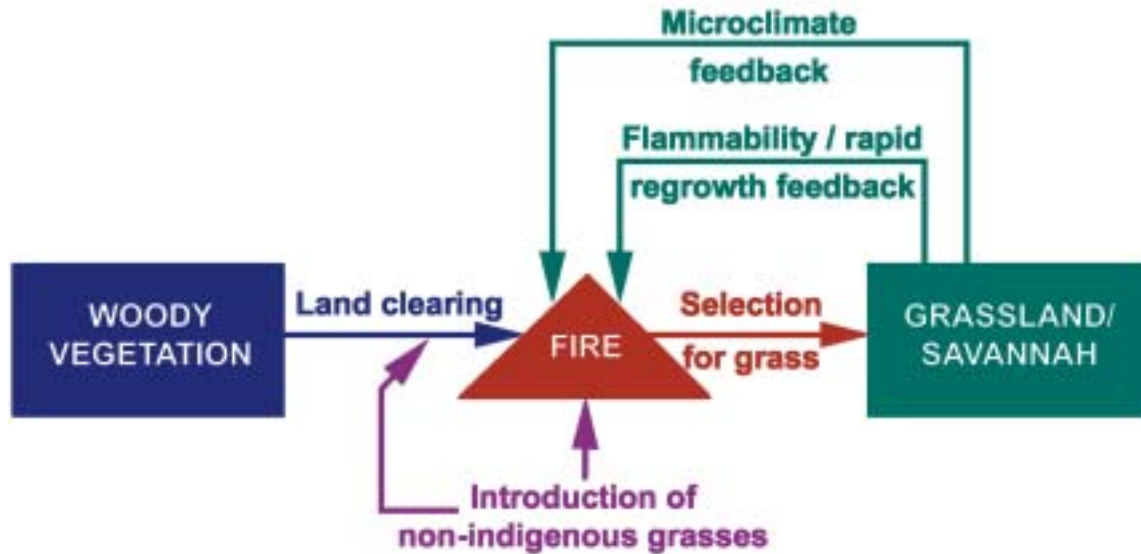 Microclimate
feedback
Flammability / rapid
regrowth feedback
WOODY
VEGETATION
Land clearing
FIRE
Selection
for grass
GRASSLAND/
SAVANNAH
Introduction of
non-indigenous grasses